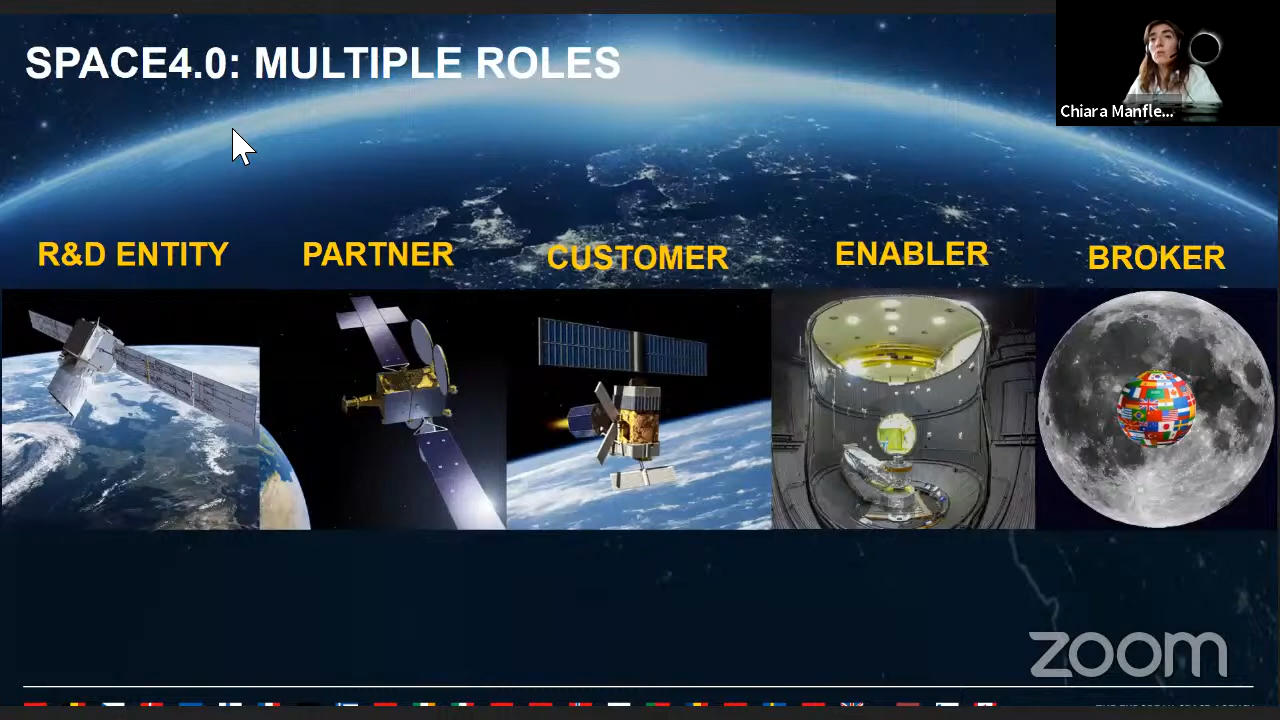 SPACE4.0: MULTIPLE ROLES
Chiara Manfle...
R&D ENTITY
PARTNER
CUSTOMER
ENABLER
BROKER
zoom